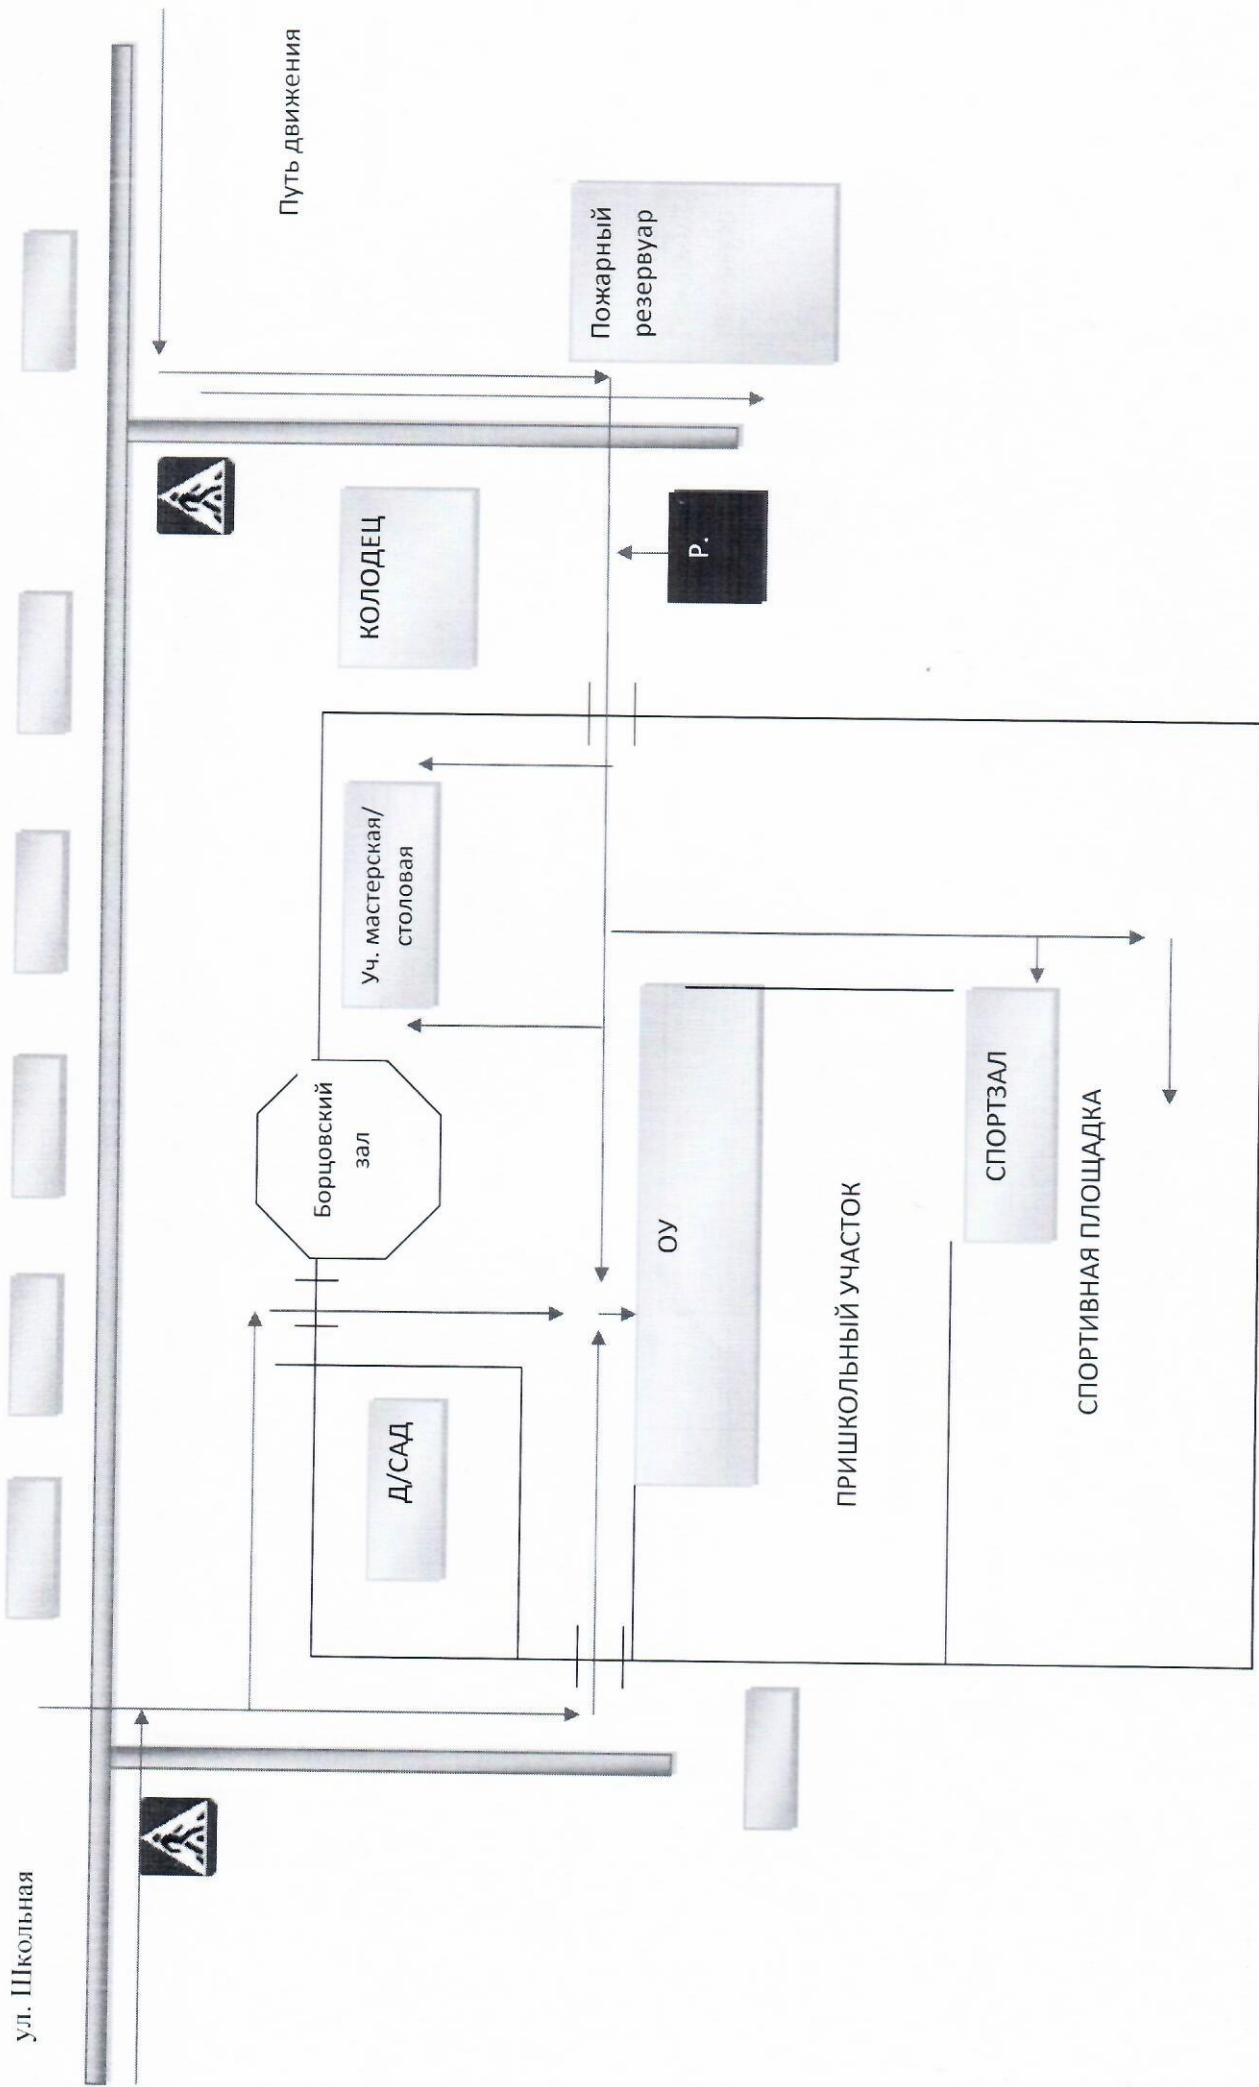 ул. Школьная
Путь движения
Пожарный
резервуар
КОЛОДЕЦ
Р.
Уч. мастерская/
столовая
Борцовский
зал
Д/САД
ОУ
ПРИШКОЛЬНЫЙ УЧАСТОК
СПОРТЗАЛ
СПОРТИВНАЯ ПЛОЩАДКА